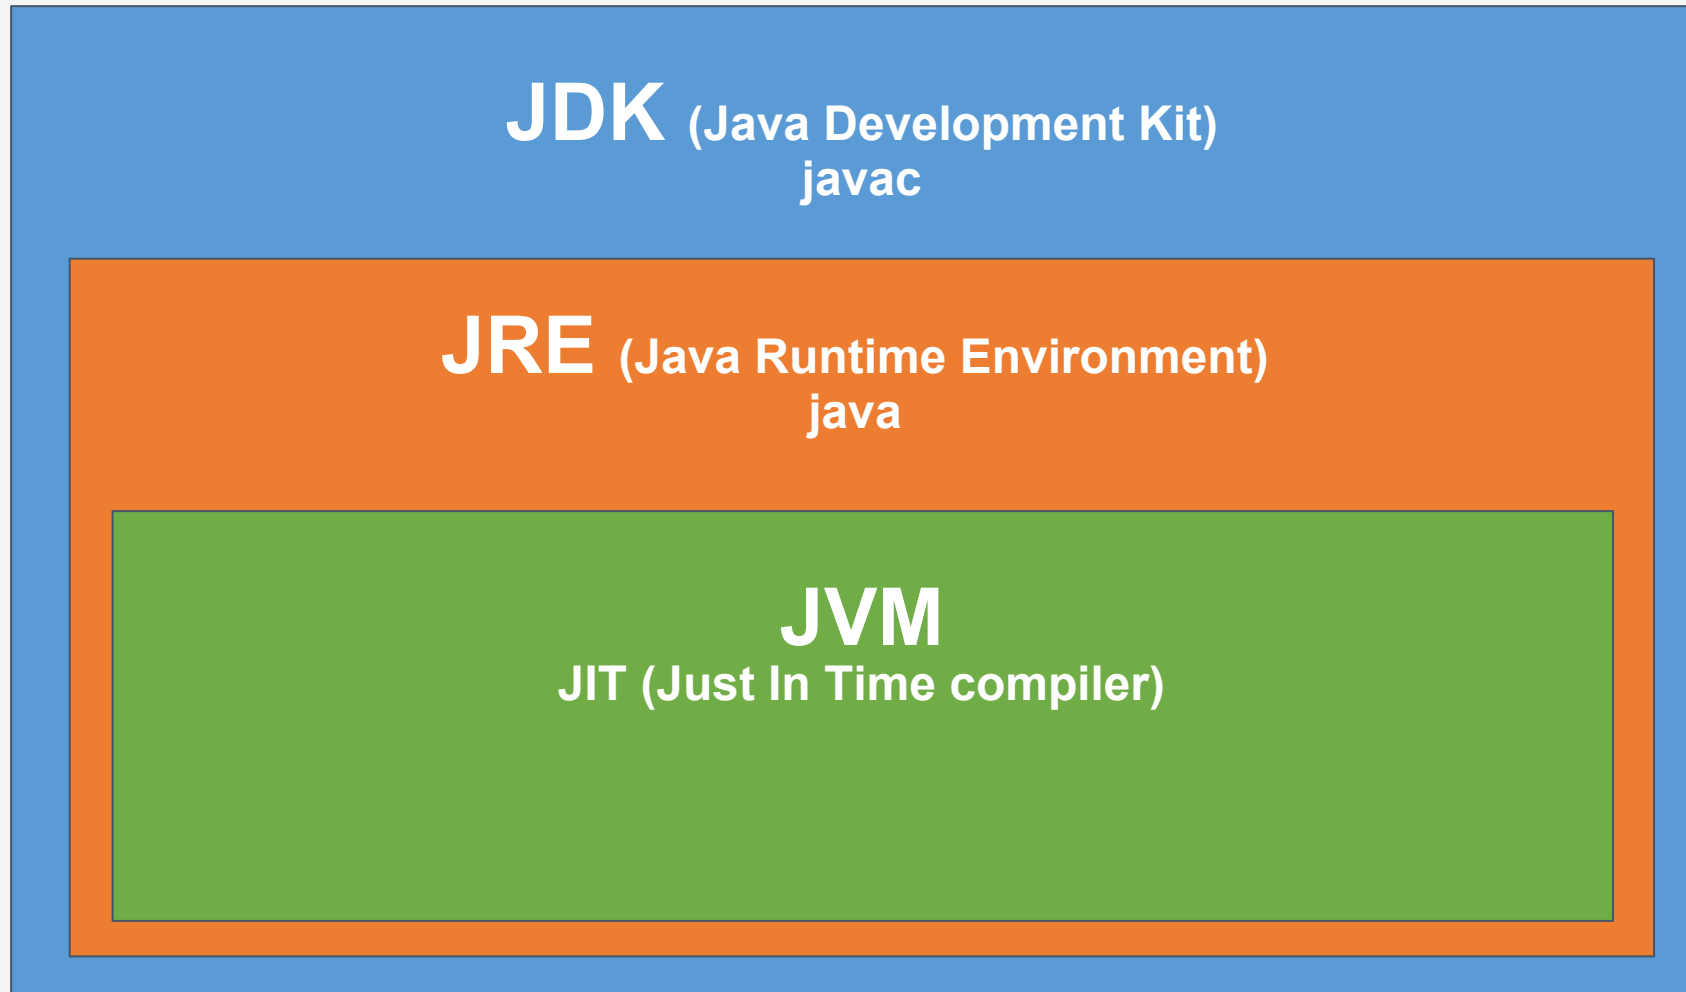 JDK (Java Development Kit)
javac
JRE (Java Runtime Environment)
java
JVM
JIT (Just In Time compiler)